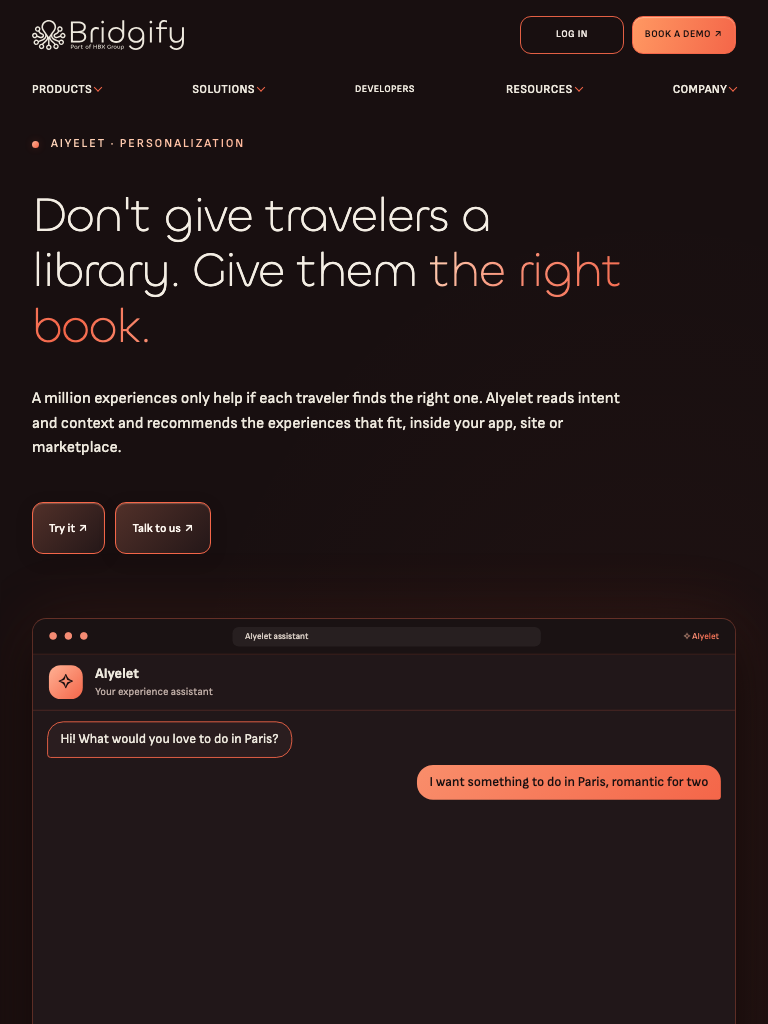 Bridgify
Part of HBX Group
LOG IN
BOOK A DEMO ↗
PRODUCTS
SOLUTIONS
DEVELOPERS
RESOURCES
COMPANY
AIYELET · PERSONALIZATION
Don't give travelers a
library. Give them the right
book.
A million experiences only help if each traveler finds the right one. AIyelet reads intent
and context and recommends the experiences that fit, inside your app, site or
marketplace.
Try it ↗
Talk to us ↗
AIyelet assistant
AIyelet
AIyelet
Your experience assistant
Hi! What would you love to do in Paris?
I want something to do in Paris, romantic for two